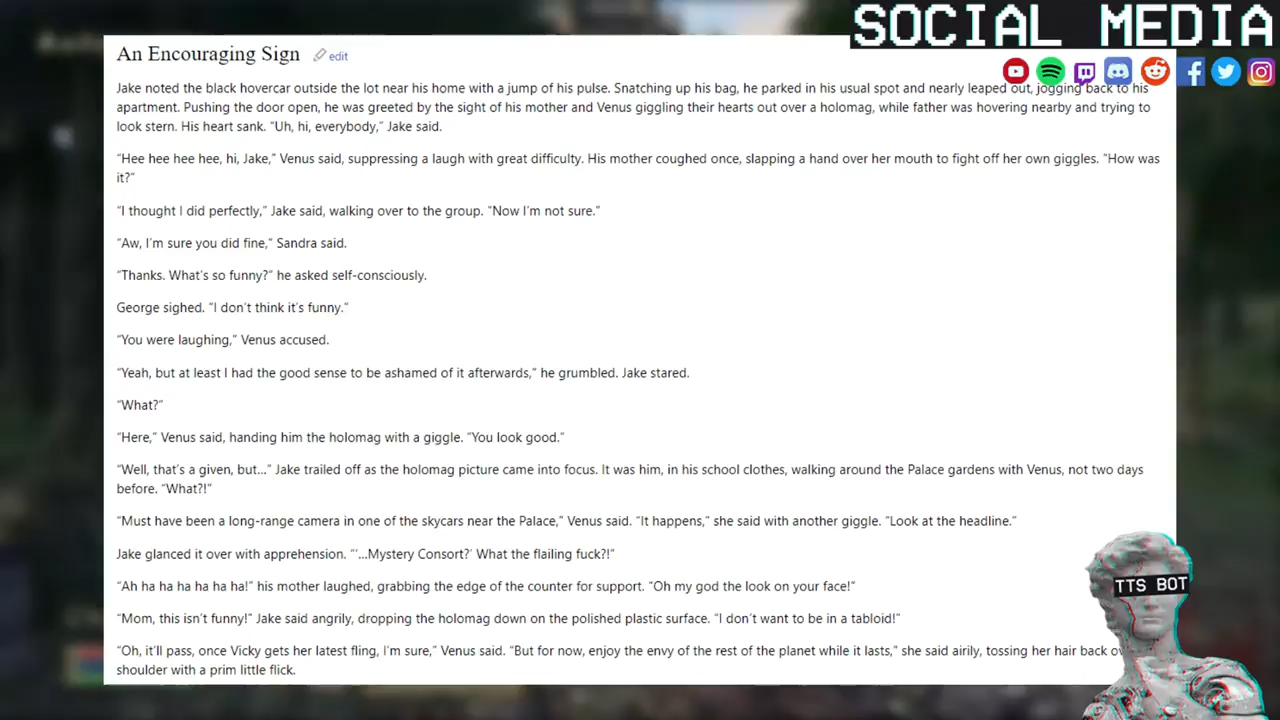 SOCIAL MEDIA
An Encouraging Sign
edit
Jake noted the black hovercar outside the lot near his home with a jump of his pulse. Snatching up his bag, he parked in his usual spot and nearly leaped out, jogging back to his
apartment. Pushing the door open, he was greeted by the sight of his mother and Venus giggling their hearts out over a holomag, while father was hovering nearby and trying to
look stern. His heart sank. “Uh, hi, everybody,” Jake said.
“Hee hee hee hee, hi, Jake,” Venus said, suppressing a laugh with great difficulty. His mother coughed once, slapping a hand over her mouth to fight off her own giggles. “How was
it?”
“I thought I did perfectly,” Jake said, walking over to the group. “Now I’m not sure.”
“Aw, I’m sure you did fine,” Sandra said.
“Thanks. What’s so funny?” he asked self-consciously.
George sighed. “I don’t think it’s funny.”
“You were laughing,” Venus accused.
“Yeah, but at least I had the good sense to be ashamed of it afterwards,” he grumbled. Jake stared.
“What?”
“Here,” Venus said, handing him the holomag with a giggle. “You look good.”
“Well, that’s a given, but…” Jake trailed off as the holomag picture came into focus. It was him, in his school clothes, walking around the Palace gardens with Venus, not two days
before. “What?!”
“Must have been a long-range camera in one of the skycars near the Palace,” Venus said. “It happens,” she said with another giggle. “Look at the headline.”
Jake glanced it over with apprehension. “‘…Mystery Consort?’ What the flailing fuck?!”
“Ah ha ha ha ha ha ha!” his mother laughed, grabbing the edge of the counter for support. “Oh my god the look on your face!”
“Mom, this isn’t funny!” Jake said angrily, dropping the holomag down on the polished plastic surface. “I don’t want to be in a tabloid!”
“Oh, it’ll pass, once Vicky gets her latest fling, I’m sure,” Venus said. “But for now, enjoy the envy of the rest of the planet while it lasts,” she said airily, tossing her hair back
shoulder with a prim little flick.
TTS BOT